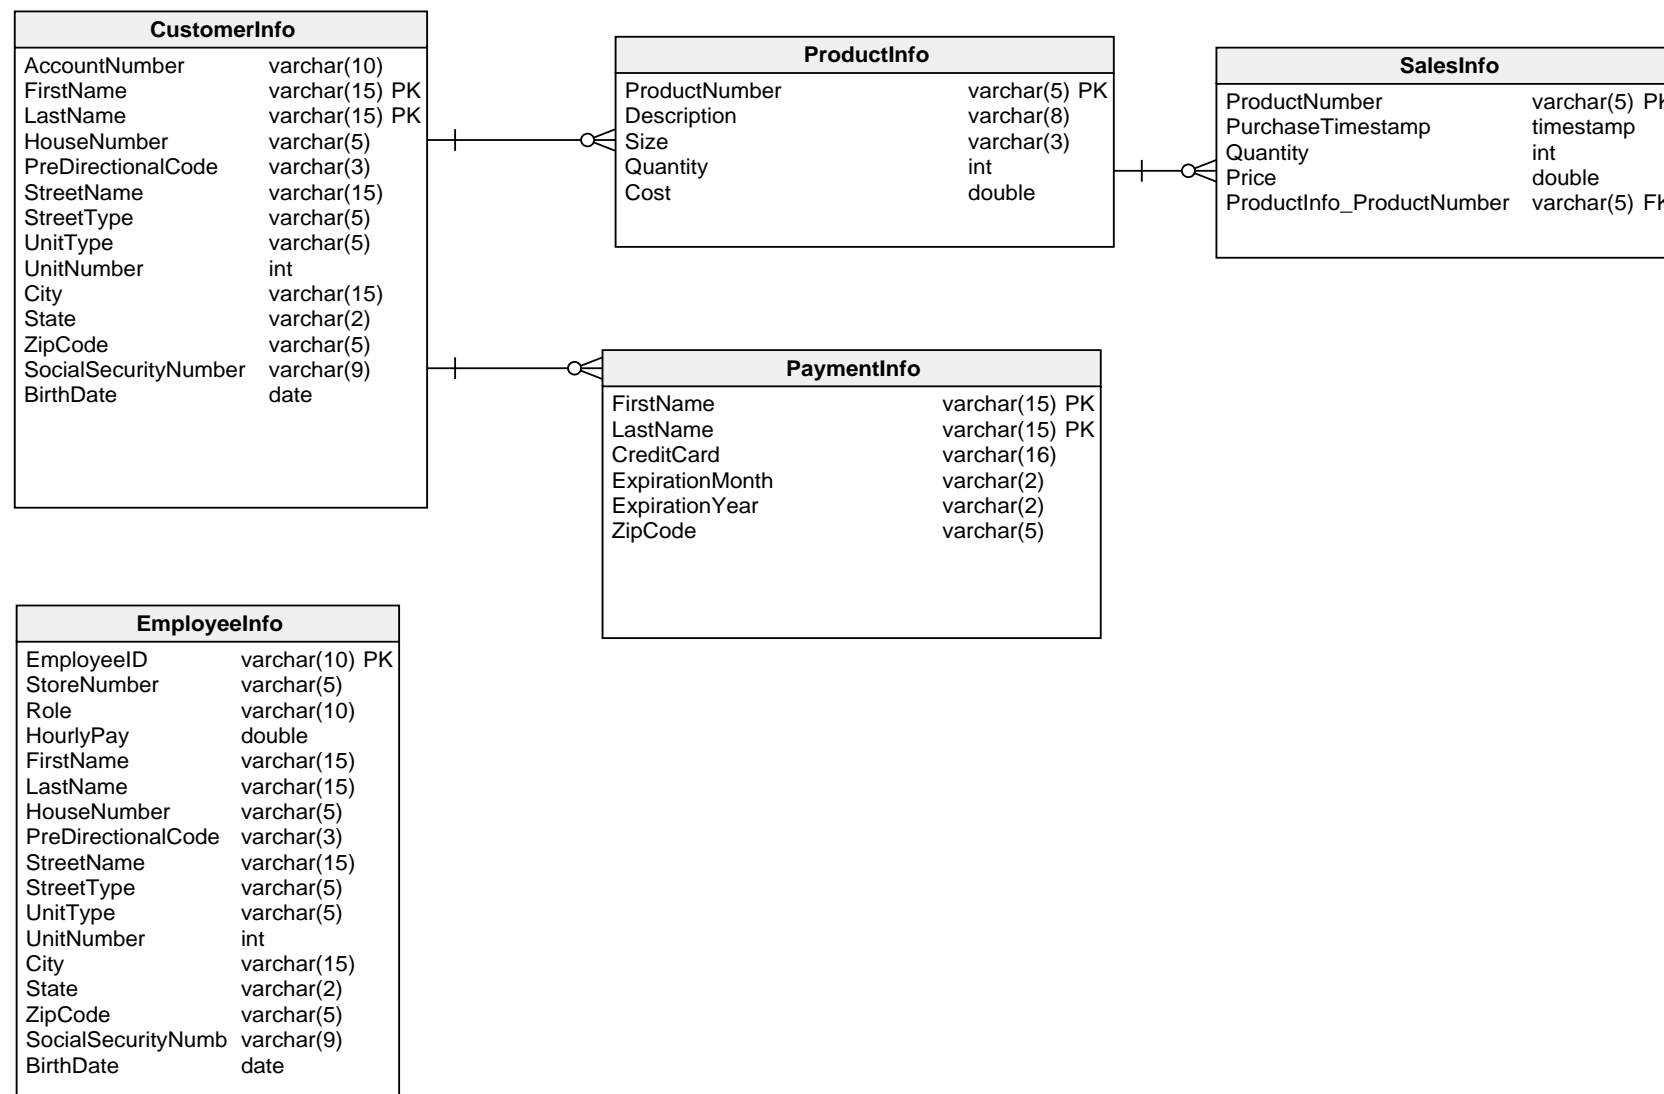 CustomerInfo
AccountNumber varchar(10)
FirstName varchar(15) PK
LastName varchar(15) PK
HouseNumber varchar(5)
PreDirectionalCode varchar(3)
StreetName varchar(15)
StreetType varchar(5)
UnitType varchar(5)
UnitNumber int
City varchar(15)
State varchar(2)
ZipCode varchar(5)
SocialSecurityNumber varchar(9)
BirthDate date
ProductInfo
ProductNumber varchar(5) PK
Description varchar(8)
Size varchar(3)
Quantity int
Cost double
SalesInfo
ProductNumber varchar(5) PK
PurchaseTimestamp timestamp
Quantity int
Price double
ProductInfo_ProductNumber varchar(5) FK
PaymentInfo
FirstName varchar(15) PK
LastName varchar(15) PK
CreditCard varchar(16)
ExpirationMonth varchar(2)
ExpirationYear varchar(2)
ZipCode varchar(5)
EmployeeInfo
EmployeeID varchar(10) PK
StoreNumber varchar(5)
Role varchar(10)
HourlyPay double
FirstName varchar(15)
LastName varchar(15)
HouseNumber varchar(5)
PreDirectionalCode varchar(3)
StreetName varchar(15)
StreetType varchar(5)
UnitType varchar(5)
UnitNumber int
City varchar(15)
State varchar(2)
ZipCode varchar(5)
SocialSecurityNumb varchar(9)
BirthDate date